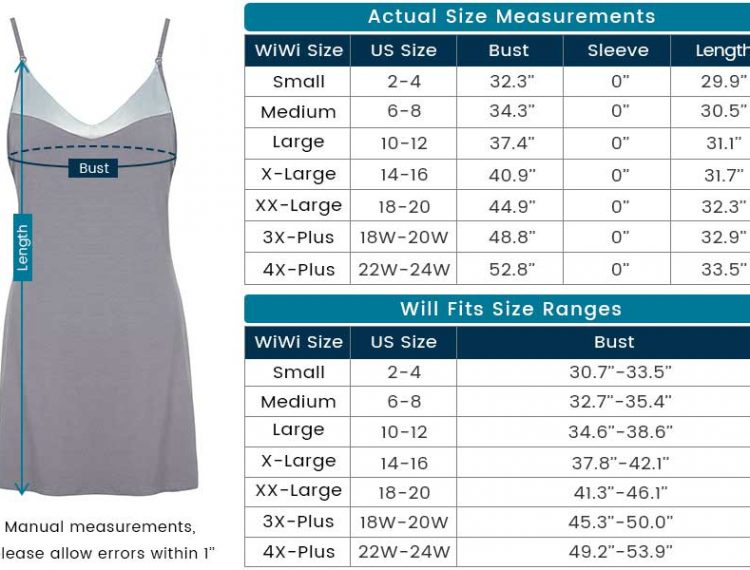 Bust
Length
Manual measurements,
lease allow errors within 1"
Actual Size Measurements
WiWi Size US Size Bust Sleeve Length
Small 2-4 32.3" 0" 29.9"
Medium 6-8 34.3" 0" 30.5"
Large 10-12 37.4" 0" 31.1"
X-Large 14-16 40.9" 0" 31.7"
XX-Large 18-20 44.9" 0" 32.3"
3X-Plus 18W-20W 48.8" 0" 32.9"
4X-Plus 22W-24W 52.8" 0" 33.5"
Will Fits Size Ranges
WiWi Size US Size Bust
Small 2-4 30.7"-33.5"
Medium 6-8 32.7"-35.4"
Large 10-12 34.6"-38.6"
X-Large 14-16 37.8"-42.1"
XX-Large 18-20 41.3"-46.1"
3X-Plus 18W-20W 45.3"-50.0"
4X-Plus 22W-24W 49.2"-53.9"